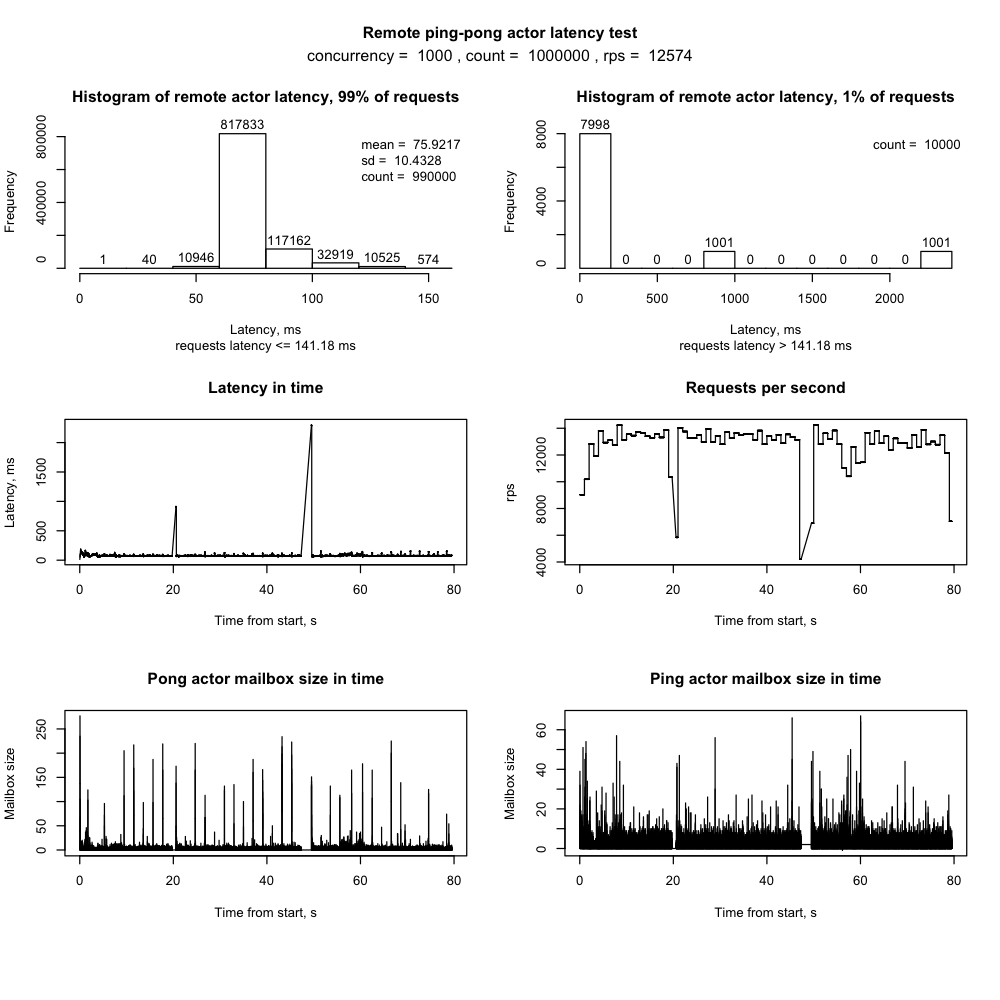 Remote ping-pong actor latency test
concurrency = 1000 , count = 1000000 , rps = 12574
Histogram of remote actor latency, 99% of requests
Frequency
0 400000 800000
1 40 10946 817833 117162 32919 10525 574
mean = 75.9217
sd = 10.4328
count = 990000
0 50 100 150
Latency, ms
requests latency <= 141.18 ms
Histogram of remote actor latency, 1% of requests
Frequency
0 4000 8000
7998 0 0 0 1001 0 0 0 0 0 0 1001
count = 10000
0 500 1000 1500 2000
Latency, ms
requests latency > 141.18 ms
Latency in time
Latency, ms
0 500 1500
0 20 40 60 80
Time from start, s
Requests per second
rps
4000 8000 12000
0 20 40 60 80
Time from start, s
Pong actor mailbox size in time
Mailbox size
0 50 150 250
0 20 40 60 80
Time from start, s
Ping actor mailbox size in time
Mailbox size
0 20 40 60
0 20 40 60 80
Time from start, s